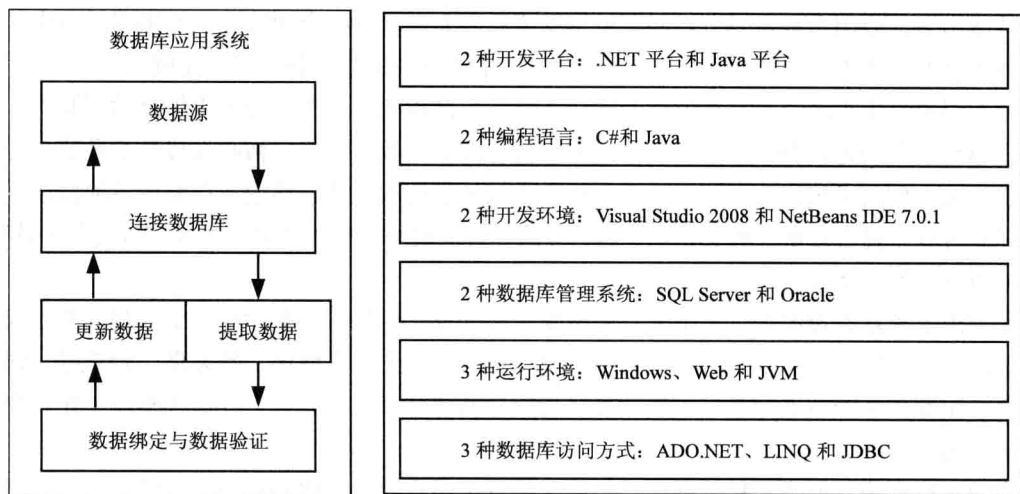 数据库应用系统
数据源
连接数据库
更新数据
提取数据
数据绑定与数据验证
2 种开发平台：.NET 平台和 Java 平台
2 种编程语言：C#和 Java
2 种开发环境：Visual Studio 2008 和 NetBeans IDE 7.0.1
2 种数据库管理系统：SQL Server 和 Oracle
3 种运行环境：Windows、Web 和 JVM
3 种数据库访问方式：ADO.NET、LINQ 和 JDBC